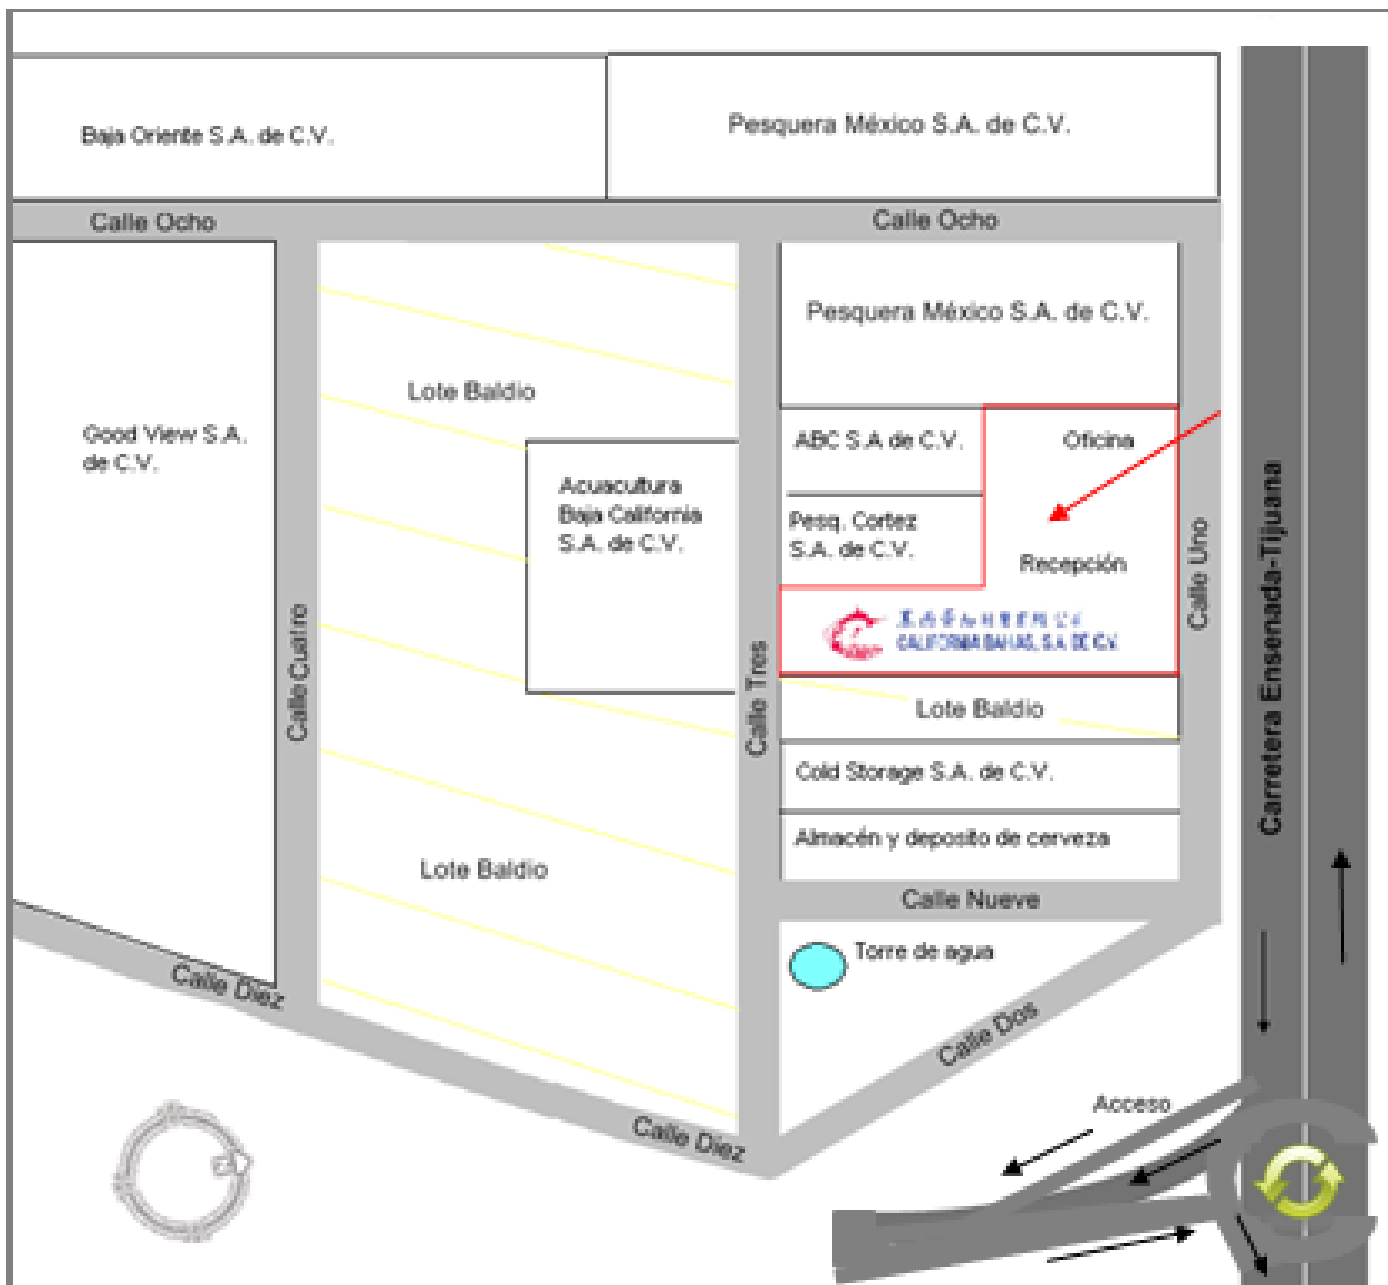 Baja Oriente S.A. de C.V.
Pesquera México S.A. de C.V.
Calle Ocho
Calle Ocho
Pesquera México S.A. de C.V.
Lote Baldio
Good View S.A.
de C.V.
ABC S.A de C.V.
Oficina
Acuacultura
Baja California
S.A. de C.V.
Pesq. Cortez
S.A. de C.V.
Recepción
CALIFORNIA BAHIAS, S.A. DE C.V.
Calle Uno
Carretera Ensenada-Tijuana
Calle Cuatro
Calle Tres
Lote Baldio
Cold Storage S.A. de C.V.
Almacén y deposito de cerveza
Lote Baldio
Calle Nueve
Torre de agua
Calle Diez
Calle Dos
Acceso
Calle Diez